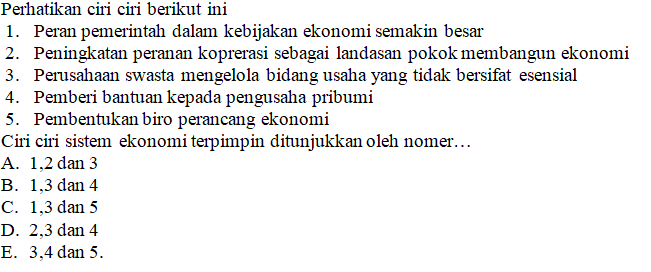 Perhatikan ciri ciri berikut ini
1. Peran pemerintah dalam kebijakan ekonomi semakin besar
2. Peningkatan peranan koprerasi sebagai landasan pokok membangun ekonomi
3. Perusahaan swasta mengelola bidang usaha yang tidak bersifat esensial
4. Pemberi bantuan kepada pengusaha pribumi
5. Pembentukan biro perancang ekonomi
Ciri ciri sistem ekonomi terpimpin ditunjukkan oleh nomer…
A. 1,2 dan 3
B. 1,3 dan 4
C. 1,3 dan 5
D. 2,3 dan 4
E. 3,4 dan 5.